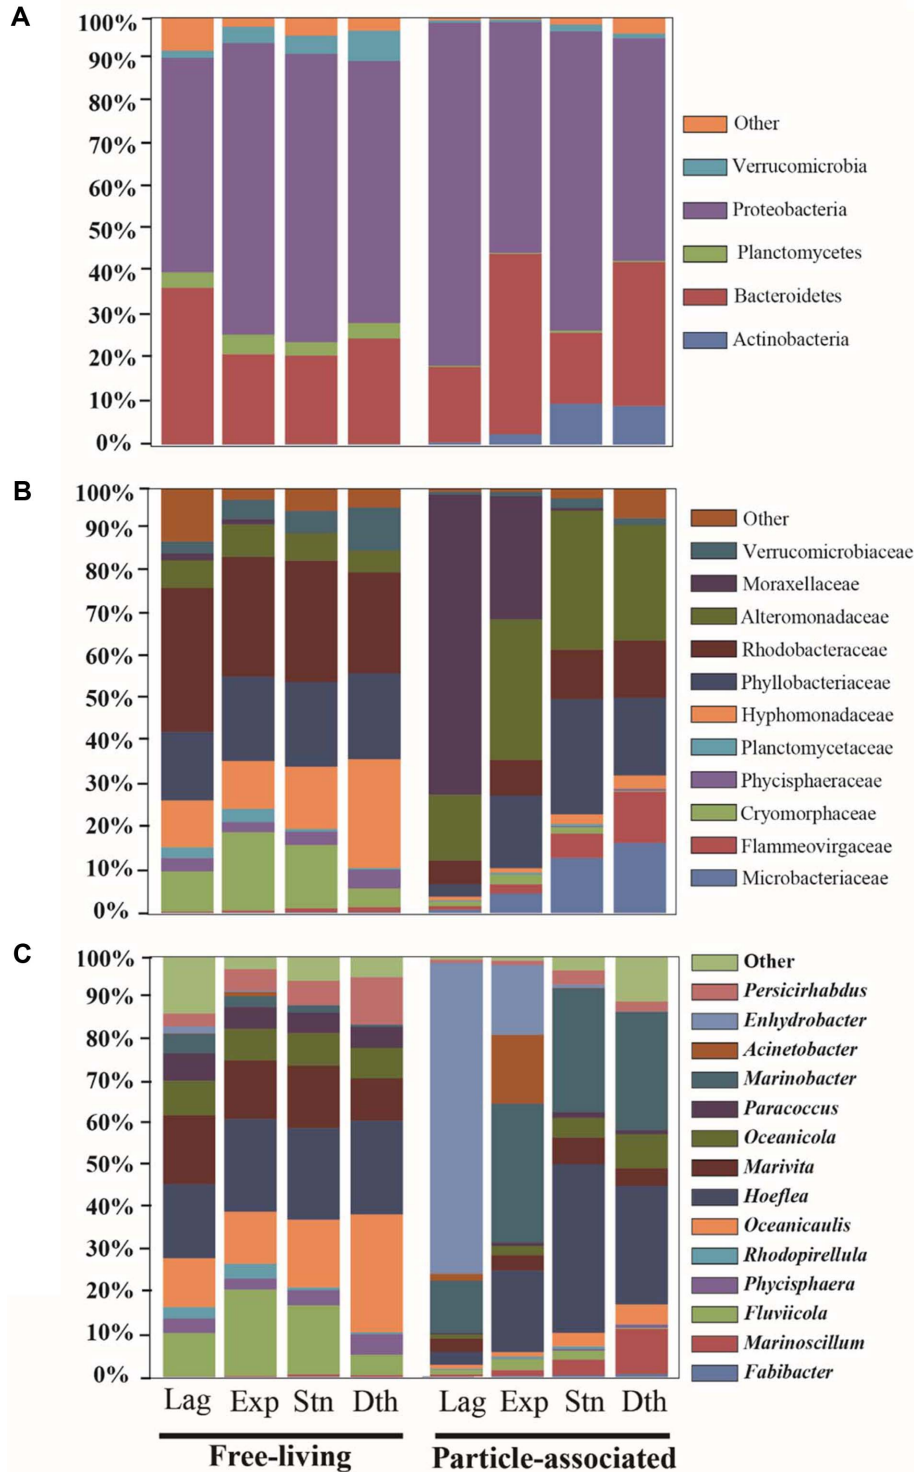 A
100%
90%
80%
70%
60%
50%
40%
30%
20%
10%
0%
Other
Verrucomicrobia
Proteobacteria
Planctomycetes
Bacteroidetes
Actinobacteria
B
100%
90%
80%
70%
60%
50%
40%
30%
20%
10%
0%
Other
Verrucomicrobiaceae
Moraxellaceae
Alteromonadaceae
Rhodobacteraceae
Phyllobacteriaceae
Hyphomonadaceae
Planctomycetaceae
Phycisphaeraceae
Cryomorphaceae
Flammeovirgaceae
Microbacteriaceae
C
100%
90%
80%
70%
60%
50%
40%
30%
20%
10%
0%
Other
Persicirhabdus
Enhydrobacter
Acinetobacter
Marinobacter
Paracoccus
Oceanicola
Marivita
Hoeflea
Oceanicaulis
Rhodopirellula
Phycisphaera
Fluviicola
Marinoscillum
Fabibacter
Lag Exp Stn Dth Lag Exp Stn Dth
Free-living Particle-associated